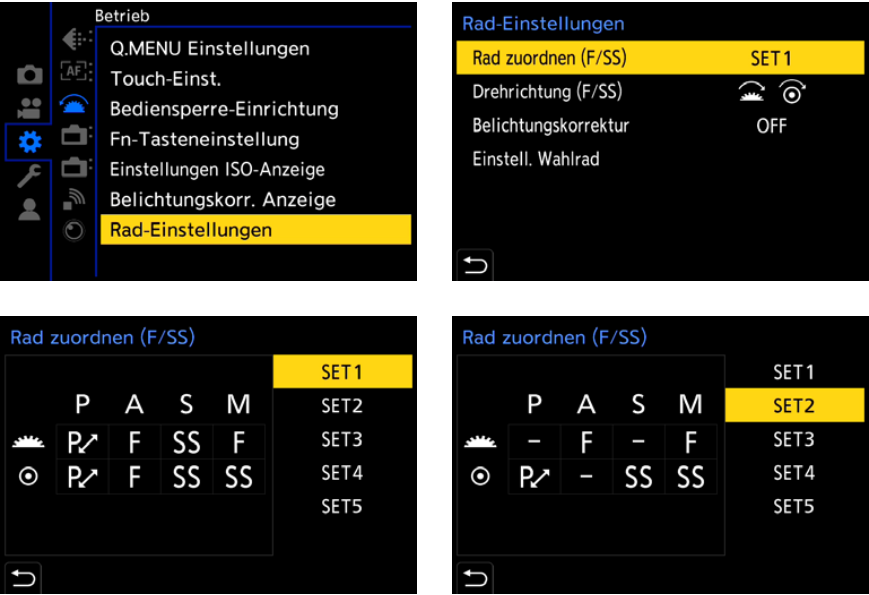 Betrieb
Q.MENU Einstellungen
Touch-Einst.
Bediensperre-Einrichtung
Fn-Tasteneinstellung
Einstellungen ISO-Anzeige
Belichtungskorr. Anzeige
Rad-Einstellungen
AF
Rad-Einstellungen
Rad zuordnen (F/SS) SET1
Drehrichtung (F/SS)
Belichtungskorrektur OFF
Einstell. Wahlrad
Rad zuordnen (F/SS)
P A S M
P F SS F
P F SS SS
SET1
SET2
SET3
SET4
SET5
Rad zuordnen (F/SS)
P A S M
– F – F
P – SS SS
SET1
SET2
SET3
SET4
SET5